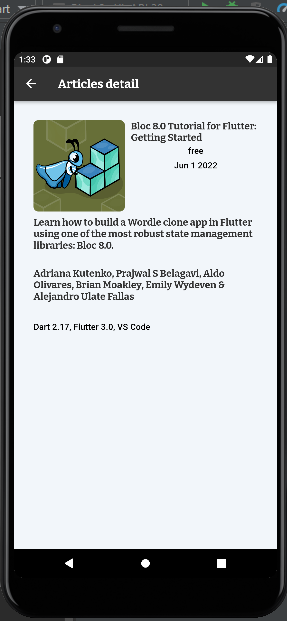 1:33
Articles detail
Bloc 8.0 Tutorial for Flutter:
Getting Started
free
Jun 1 2022
Learn how to build a Wordle clone app in Flutter
using one of the most robust state management
libraries: Bloc 8.0.
Adriana Kutenko, Prajwal S Belagavi, Aldo
Olivares, Brian Moakley, Emily Wydeven &
Alejandro Ulate Fallas
Dart 2.17, Flutter 3.0, VS Code